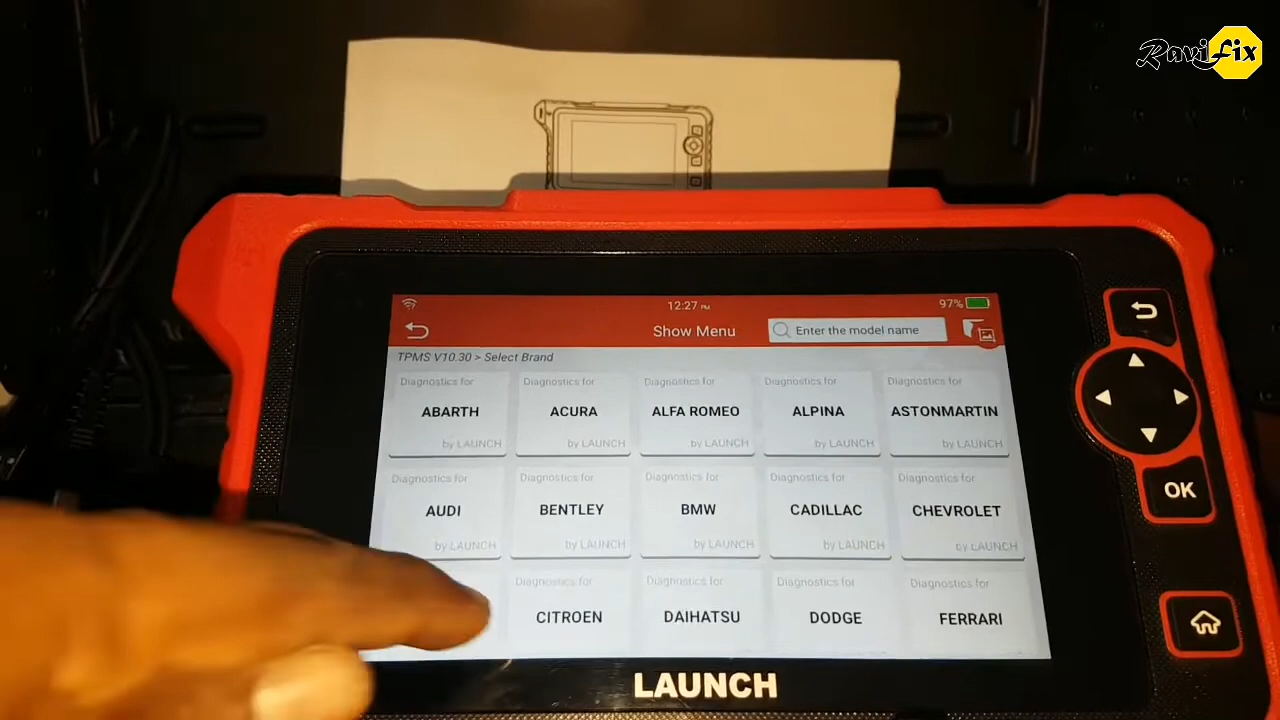 RaviFix
12:27 PM
97%
Show Menu
Enter the model name
TPMS V10.30 > Select Brand
Diagnostics for Diagnostics for Diagnostics for Diagnostics for Diagnostics for
ABARTH ACURA ALFA ROMEO ALPINA ASTONMARTIN
by LAUNCH by LAUNCH by LAUNCH by LAUNCH by LAUNCH
Diagnostics for Diagnostics for Diagnostics for Diagnostics for Diagnostics for
AUDI BENTLEY BMW CADILLAC CHEVROLET
by LAUNCH by LAUNCH by LAUNCH by LAUNCH by LAUNCH
Diagnostics for Diagnostics for Diagnostics for Diagnostics for
CITROEN DAIHATSU DODGE FERRARI
OK
LAUNCH